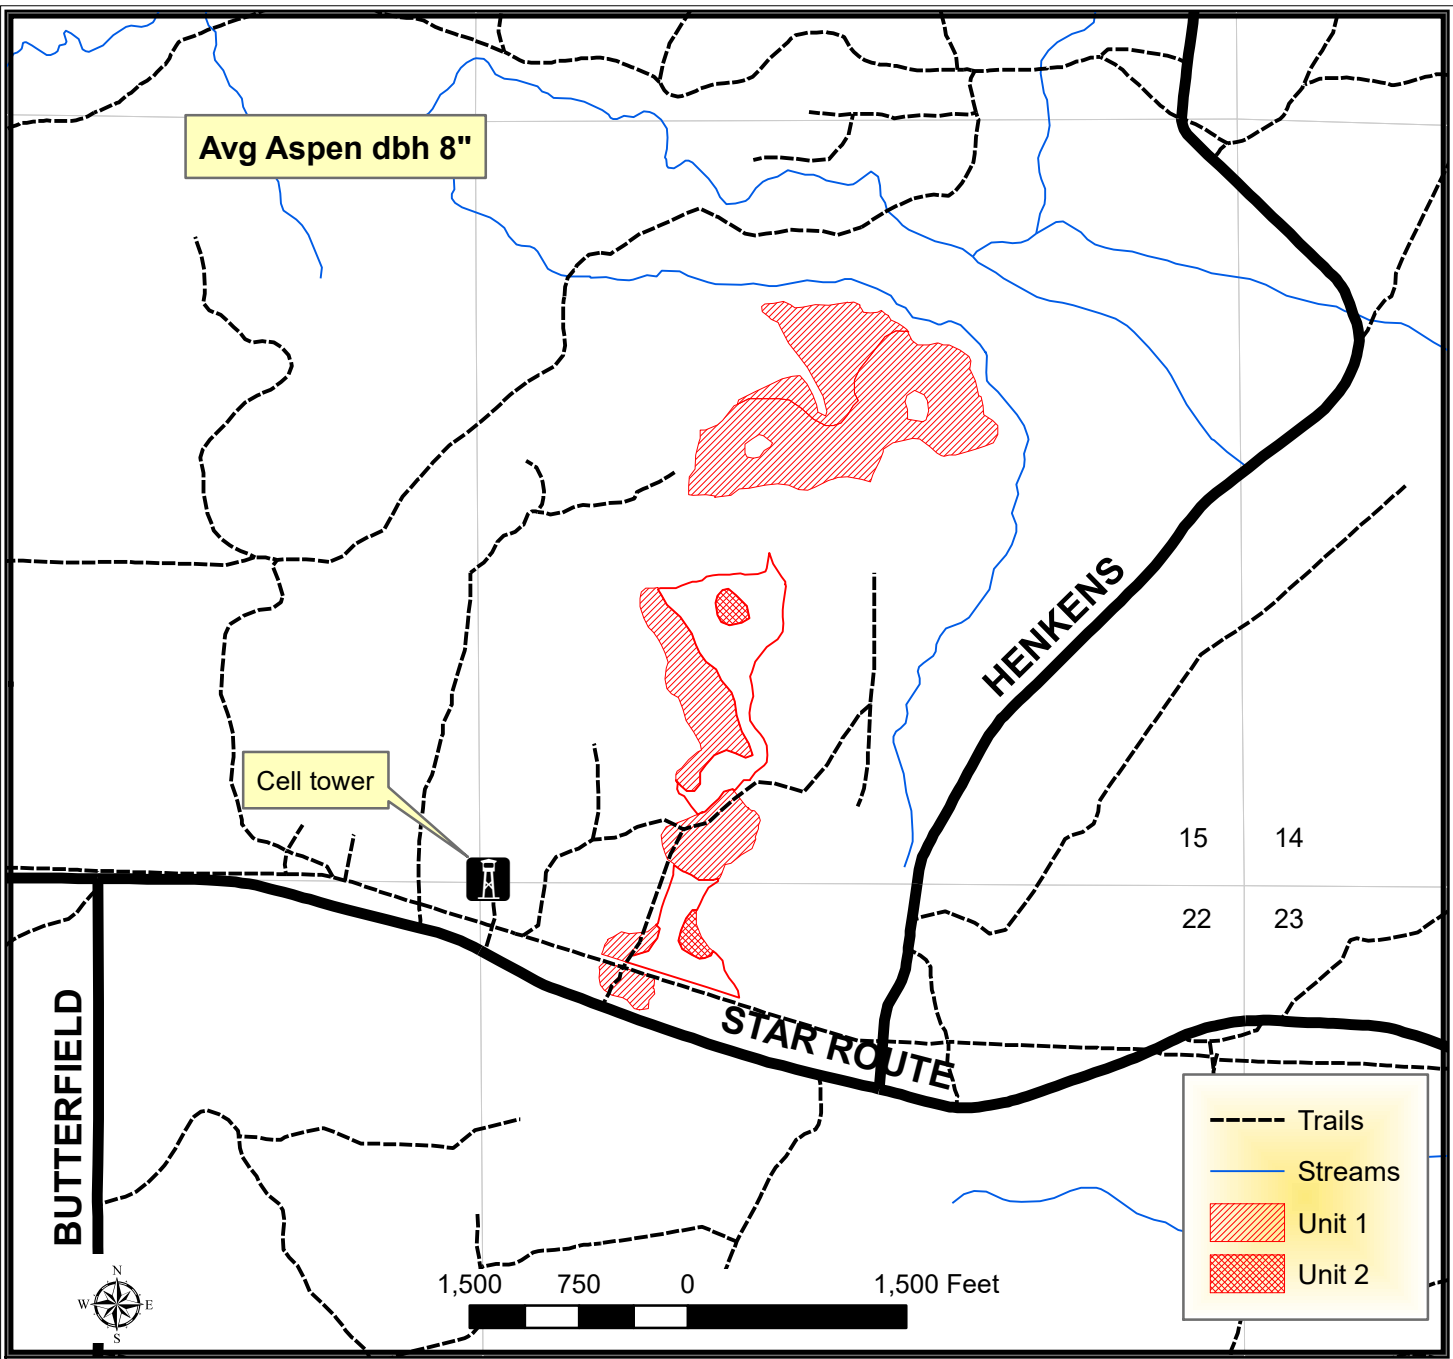 Avg Aspen dbh 8"
HENKENS
Cell tower
15 14
22 23
STAR ROUTE
BUTTERFIELD
Trails
Streams
Unit 1
Unit 2
N
W E
S
1,500 750 0 1,500 Feet